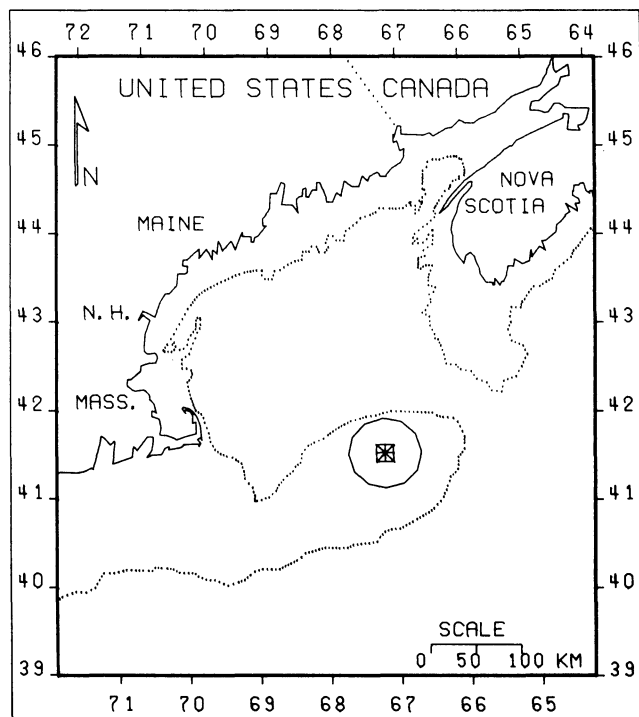 72 71 70 69 68 67 66 65 64
46 46
UNITED STATES CANADA
45 45
N
NOVA
SCOTIA
44 44
MAINE
43 N. H. 43
42 MASS. 42
41 41
40 40
SCALE
0 50 100 KM
39 39
71 70 69 68 67 66 65